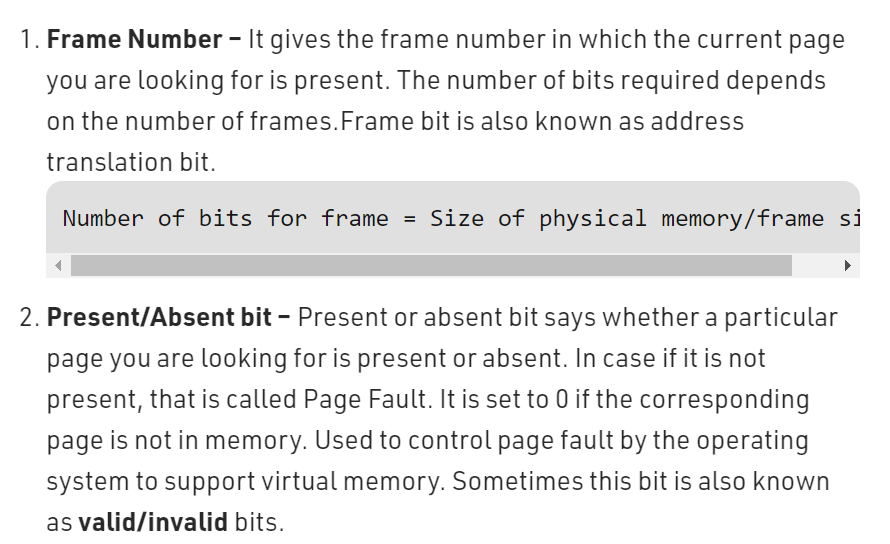 1. Frame Number – It gives the frame number in which the current page
you are looking for is present. The number of bits required depends
on the number of frames.Frame bit is also known as address
translation bit.
Number of bits for frame = Size of physical memory/frame si
2. Present/Absent bit – Present or absent bit says whether a particular
page you are looking for is present or absent. In case if it is not
present, that is called Page Fault. It is set to 0 if the corresponding
page is not in memory. Used to control page fault by the operating
system to support virtual memory. Sometimes this bit is also known
as valid/invalid bits.